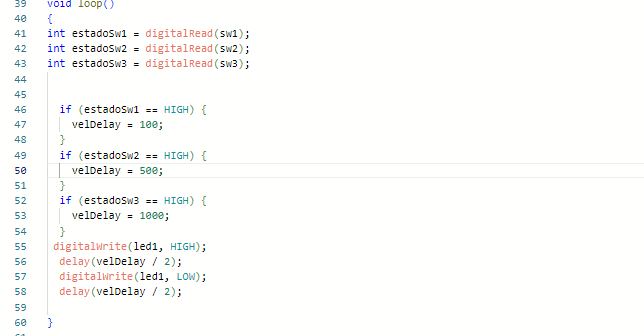 39 void loop()
40 {
41 int estadoSw1 = digitalRead(sw1);
42 int estadoSw2 = digitalRead(sw2);
43 int estadoSw3 = digitalRead(sw3);
44
45
46 if (estadoSw1 == HIGH) {
47 velDelay = 100;
48 }
49 if (estadoSw2 == HIGH) {
50 velDelay = 500;
51 }
52 if (estadoSw3 == HIGH) {
53 velDelay = 1000;
54 }
55 digitalWrite(led1, HIGH);
56 delay(velDelay / 2);
57 digitalWrite(led1, LOW);
58 delay(velDelay / 2);
59
60 }